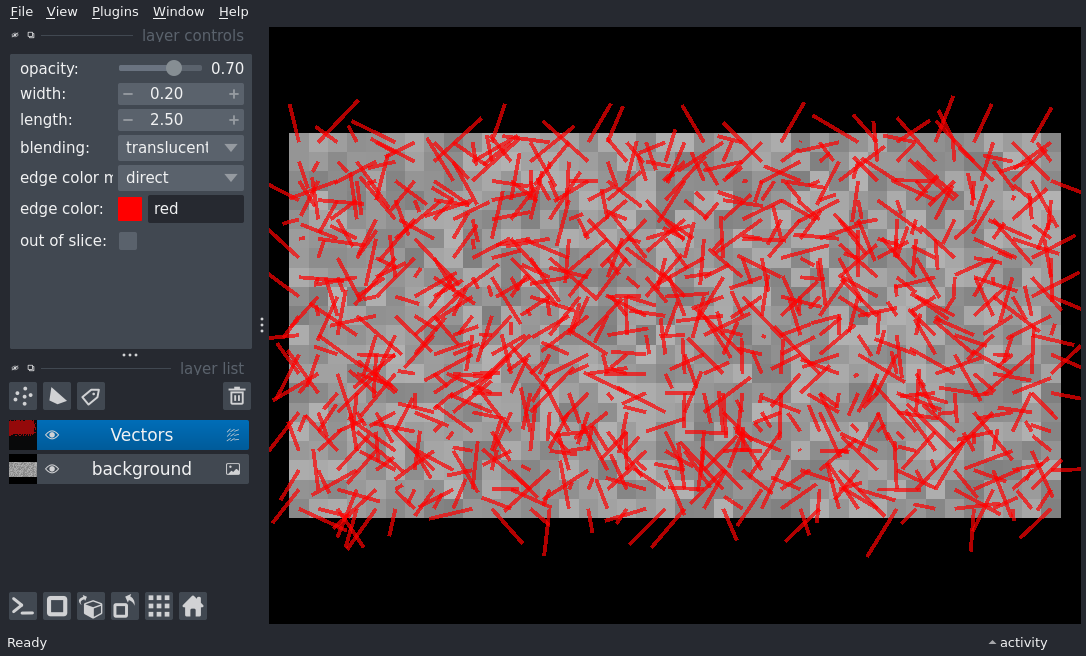 File View Plugins Window Help
layer controls
opacity: 0.70
width: 0.20
length: 2.50
blending: translucent
edge color m direct
edge color: red
out of slice:
layer list
Vectors
background
Ready activity